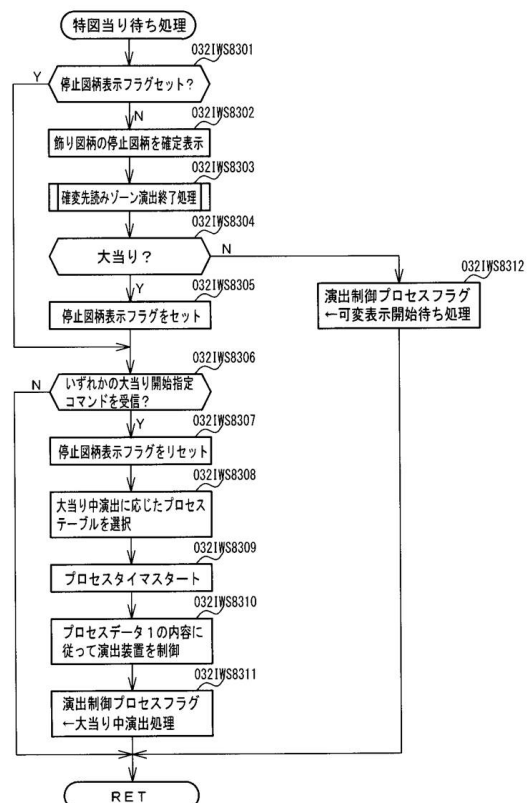 特図当り待ち処理
032IWS8301
Y
停止図柄表示フラグセット？
N
032IWS8302
飾り図柄の停止図柄を確定表示
032IWS8303
確変先読みゾーン演出終了処理
032IWS8304
大当り？
N
Y
032IWS8305
032IWS8312
停止図柄表示フラグをセット
演出制御プロセスフラグ
←可変表示開始待ち処理
032IWS8306
N
いずれかの大当り開始指定
コマンドを受信？
Y
032IWS8307
停止図柄表示フラグをリセット
032IWS8308
大当り中演出に応じたプロセス
テーブルを選択
032IWS8309
プロセスタイマスタート
032IWS8310
プロセスデータ１の内容に
従って演出装置を制御
032IWS8311
演出制御プロセスフラグ
←大当り中演出処理
RET